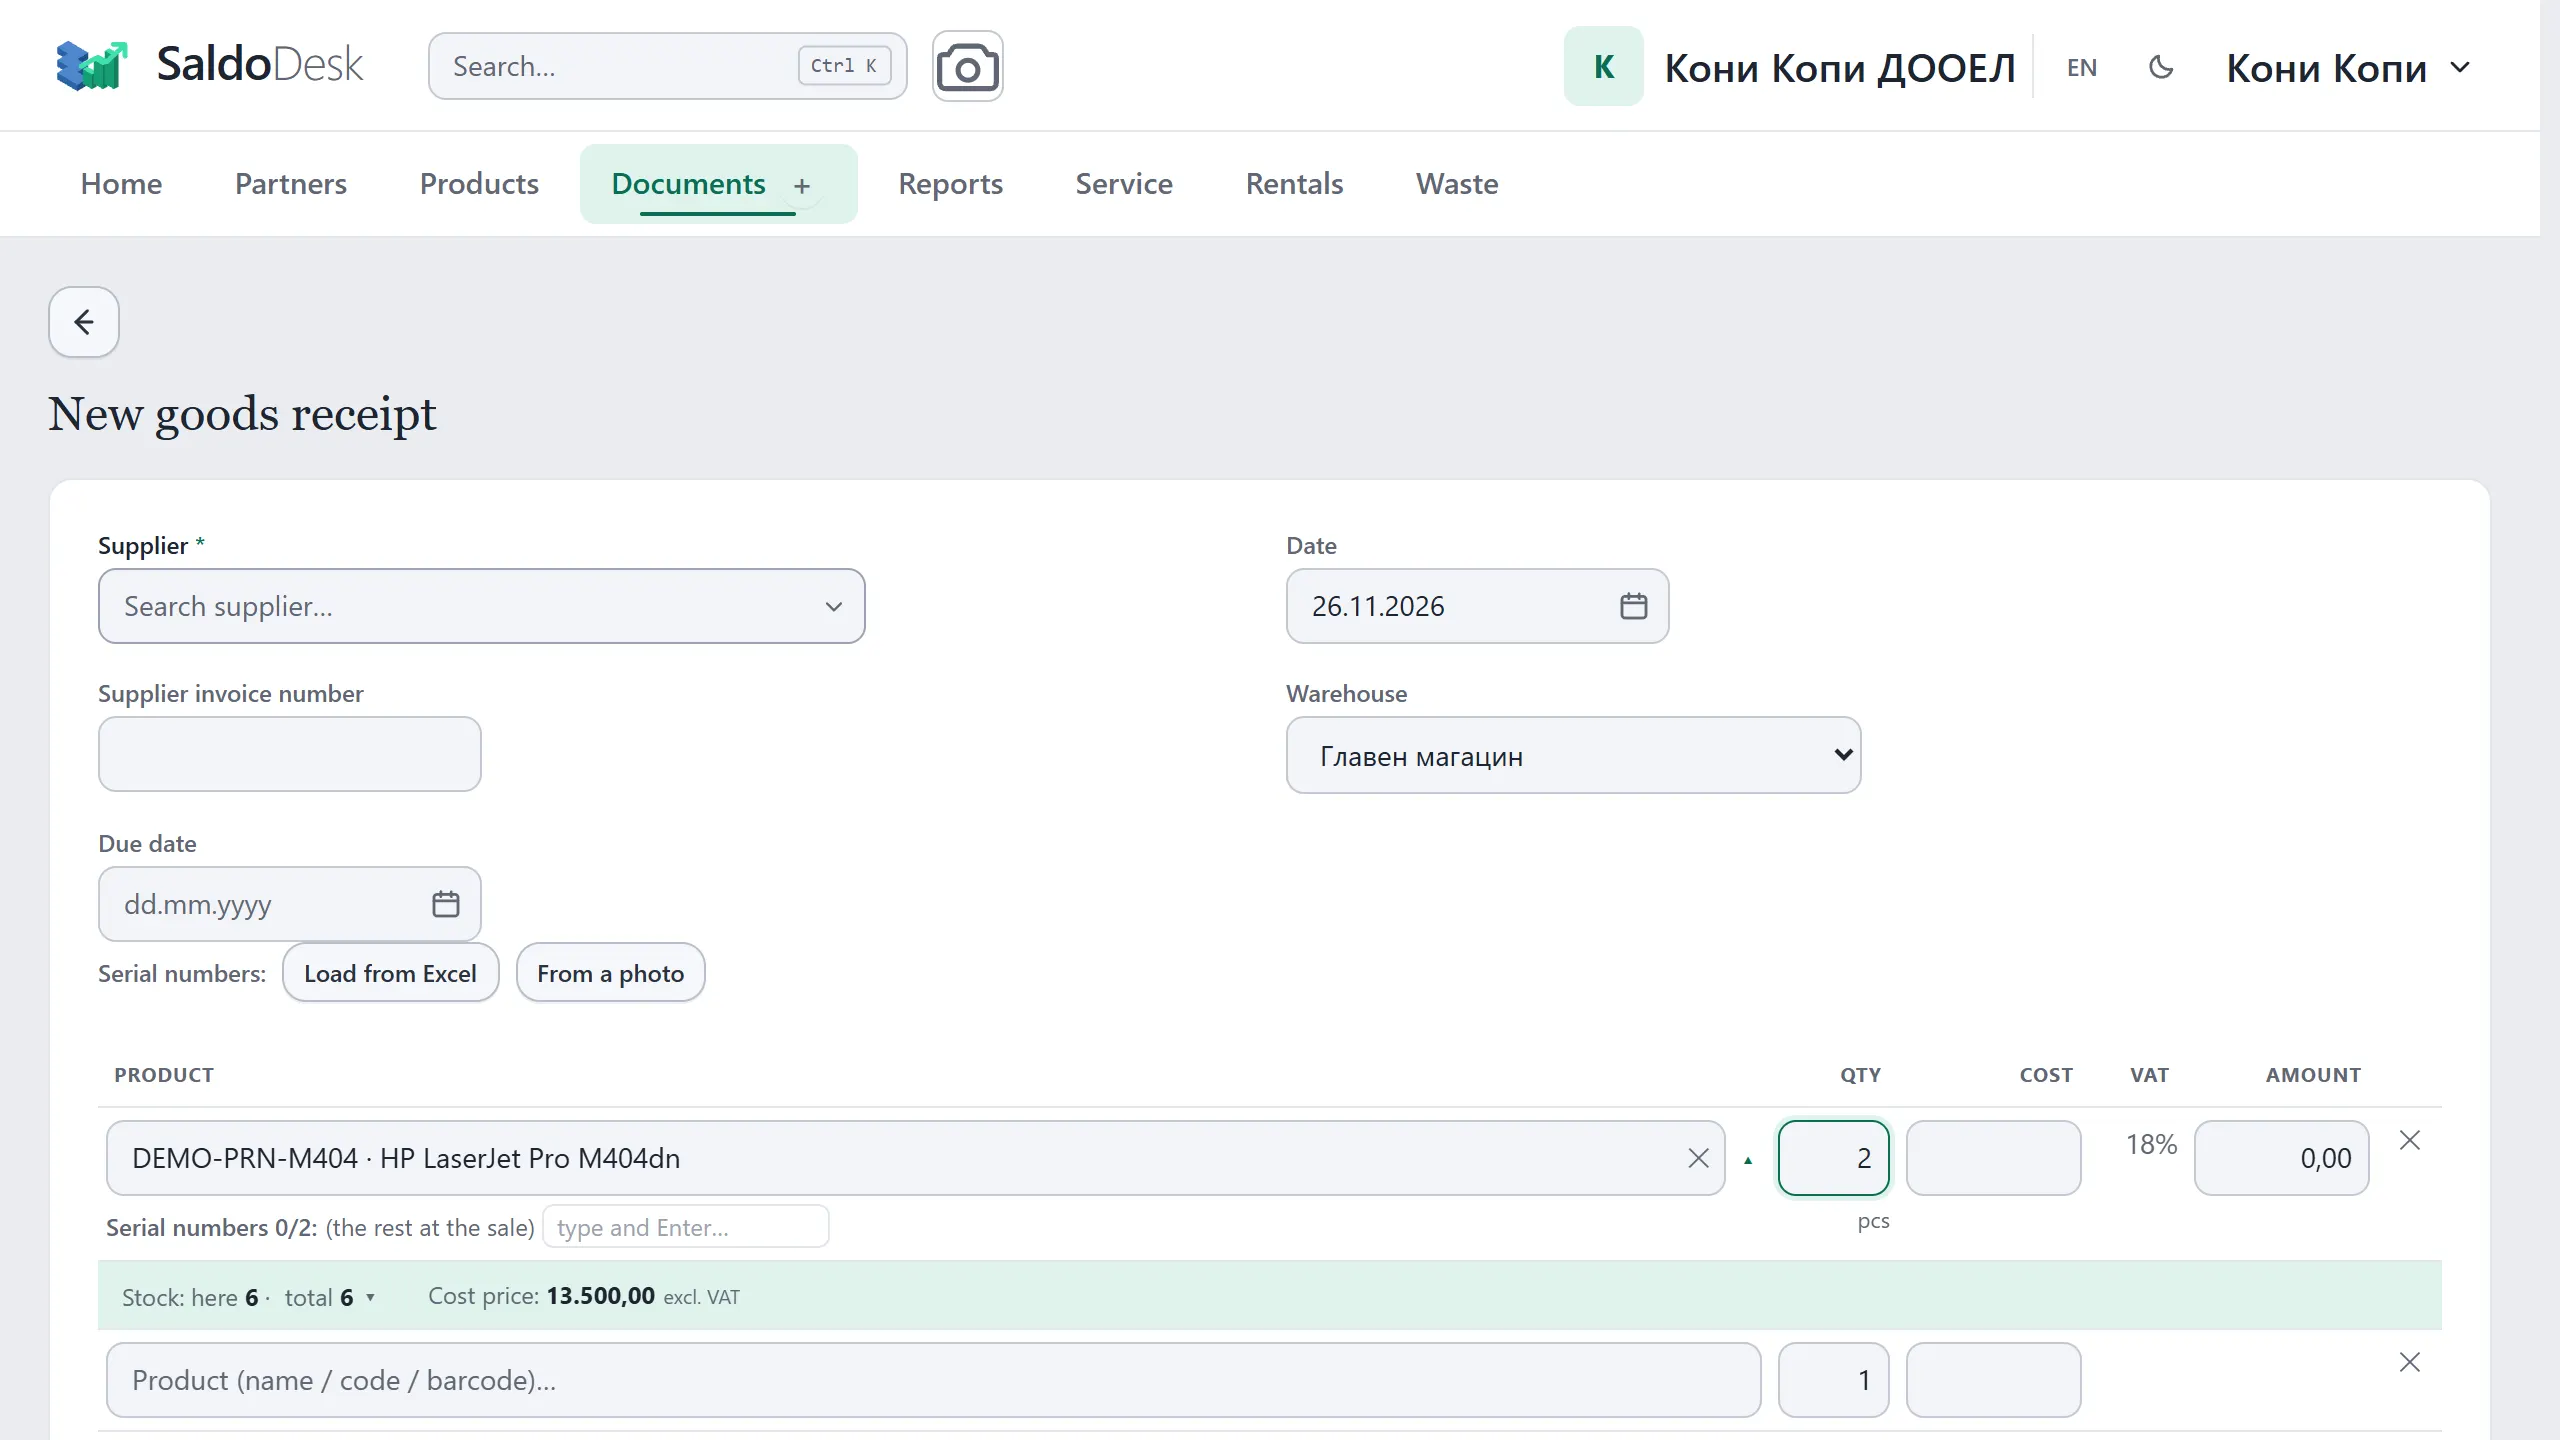 SaldoDesk
Search...
Ctrl K
K
Кони Копи ДООЕЛ
EN
Кони Копи
Home
Partners
Products
Documents +
Reports
Service
Rentals
Waste
New goods receipt
Supplier *
Date
Search supplier...
26.11.2026
Supplier invoice number
Warehouse
Главен магацин
Due date
dd.mm.yyyy
Serial numbers: Load from Excel From a photo
PRODUCT QTY COST VAT AMOUNT
DEMO-PRN-M404 · HP LaserJet Pro M404dn 2 18% 0,00
pcs
Serial numbers 0/2: (the rest at the sale) type and Enter...
Stock: here 6 · total 6 Cost price: 13.500,00 excl. VAT
Product (name / code / barcode)... 1